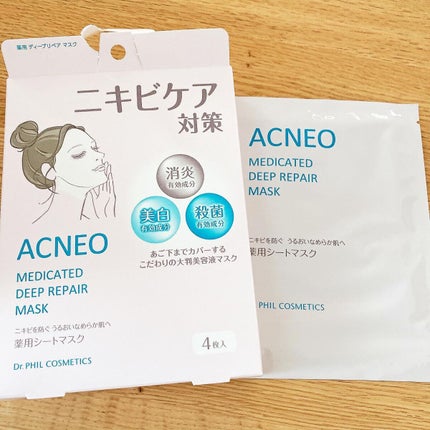 薬用 ディープリペア マスク
ニキビケア
対策
消炎
有効成分
美白
有効成分
殺菌
有効成分
あご下までカバーする
こだわりの大判美容液マスク
ACNEO
MEDICATED
DEEP REPAIR
MASK
ニキビを防ぐ うるおいなめらか肌へ
薬用シートマスク
Dr.PHIL COSMETICS
4枚入
ACNEO
MEDICATED
DEEP REPAIR
MASK
ニキビを防ぐ うるおいなめらか肌へ
薬用シートマスク
PHIL COSMETICS